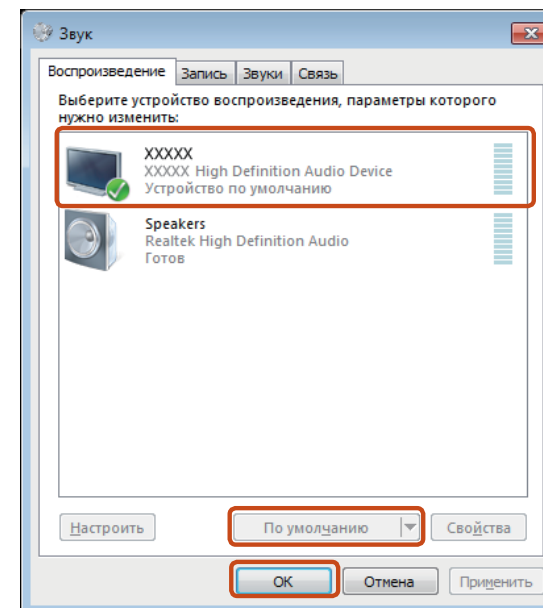 Звук
Воспроизведение Запись Звуки Связь
Выберите устройство воспроизведения, параметры которого
нужно изменить:
XXXXX
XXXXX High Definition Audio Device
Устройство по умолчанию
Speakers
Realtek High Definition Audio
Готов
Настроить По умолчанию Свойства
ОК Отмена Применить